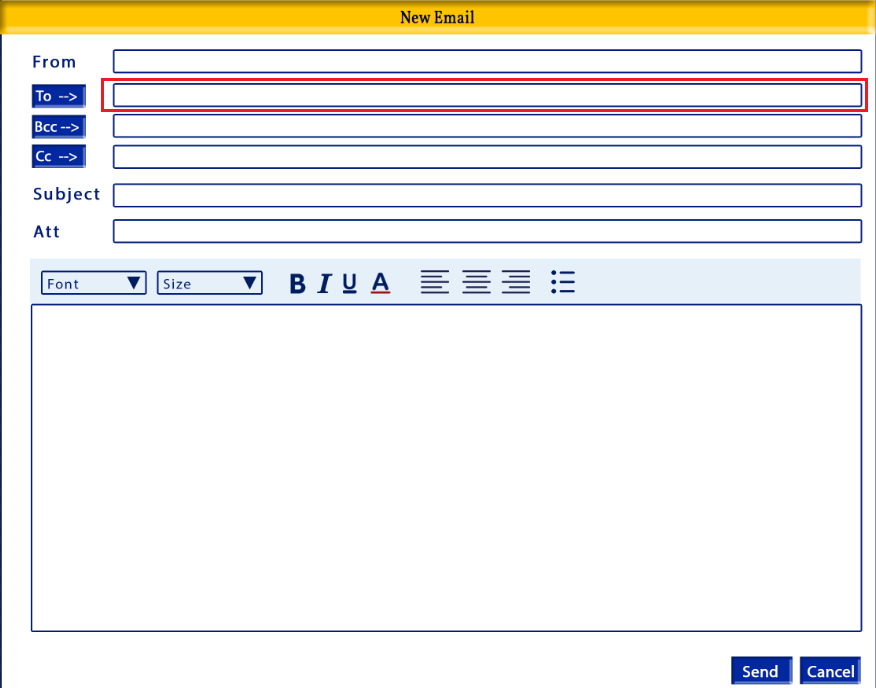 New Email
From
To -->
Bcc -->
Cc -->
Subject
Att
Font Size B I U A
Send Cancel